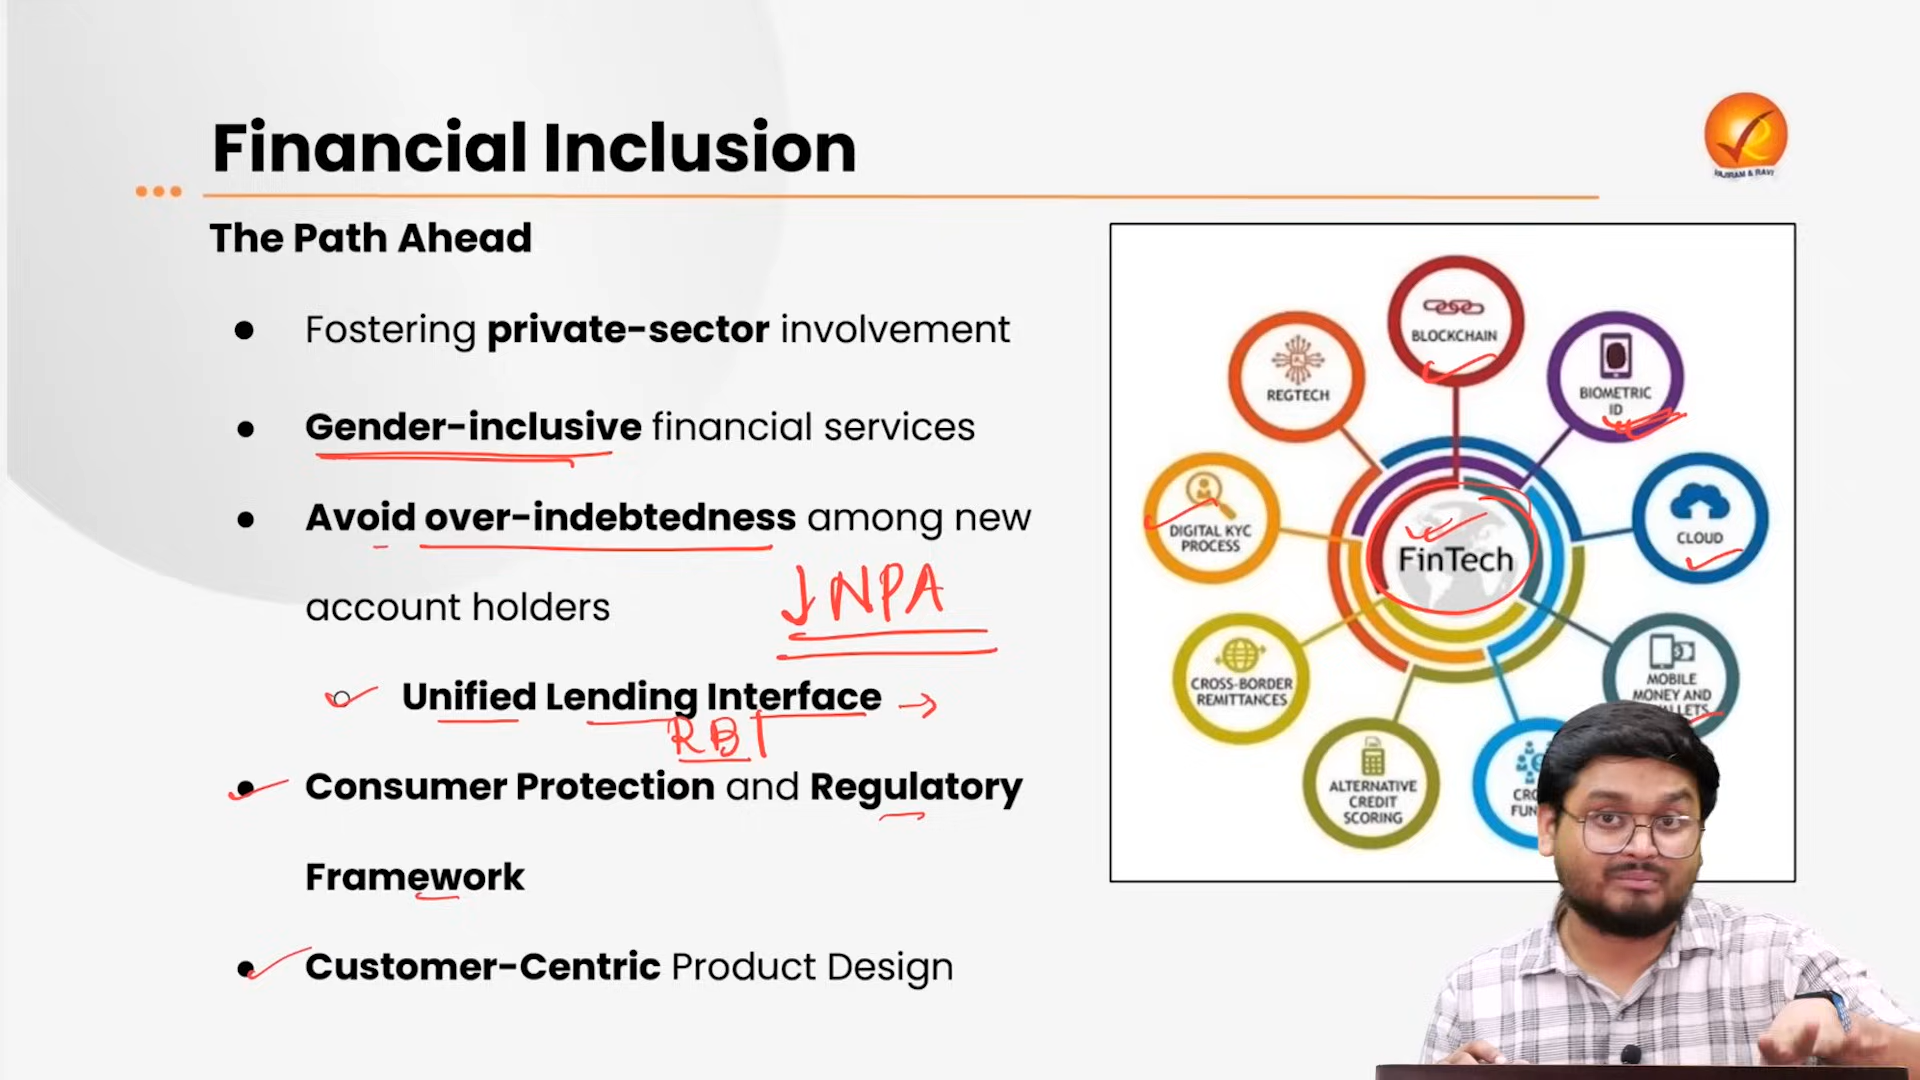 Financial Inclusion
VAJIRAM & RAVI
The Path Ahead
● Fostering private-sector involvement
● Gender-inclusive financial services
● Avoid over-indebtedness among new
account holders
↓ NPA
Unified Lending Interface →
RBI
● Consumer Protection and Regulatory
Framework
● Customer-Centric Product Design
BLOCKCHAIN
REGTECH
BIOMETRIC
ID
DIGITAL KYC
PROCESS
CLOUD
FinTech
CROSS-BORDER
REMITTANCES
MOBILE
MONEY AND
ALTERNATIVE
CREDIT
SCORING